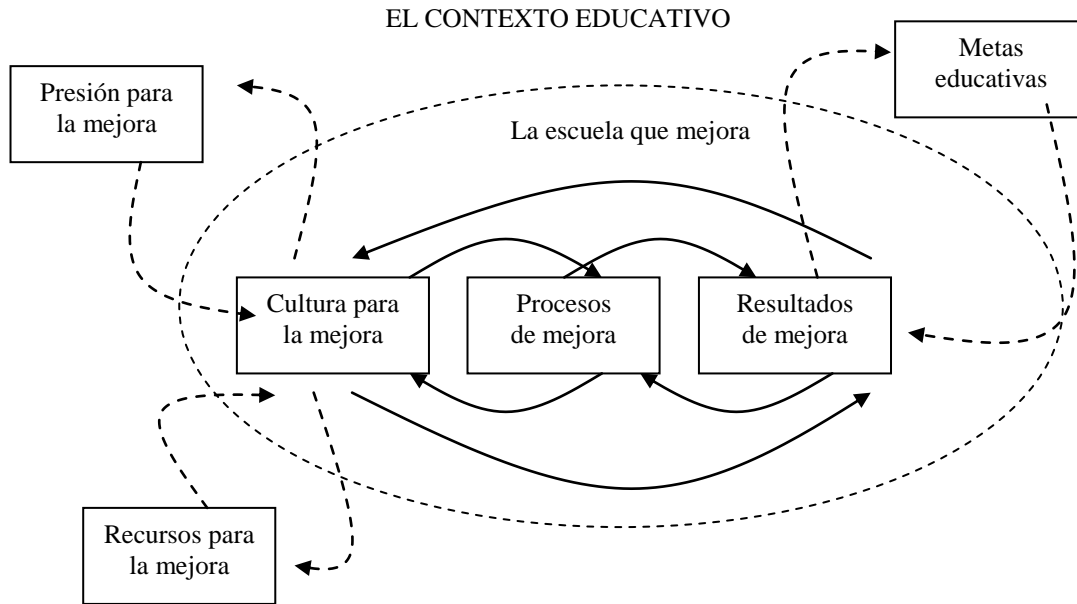 EL CONTEXTO EDUCATIVO
Metas
educativas
Presión para
la mejora
La escuela que mejora
Cultura para
la mejora
Procesos
de mejora
Resultados
de mejora
Recursos para
la mejora